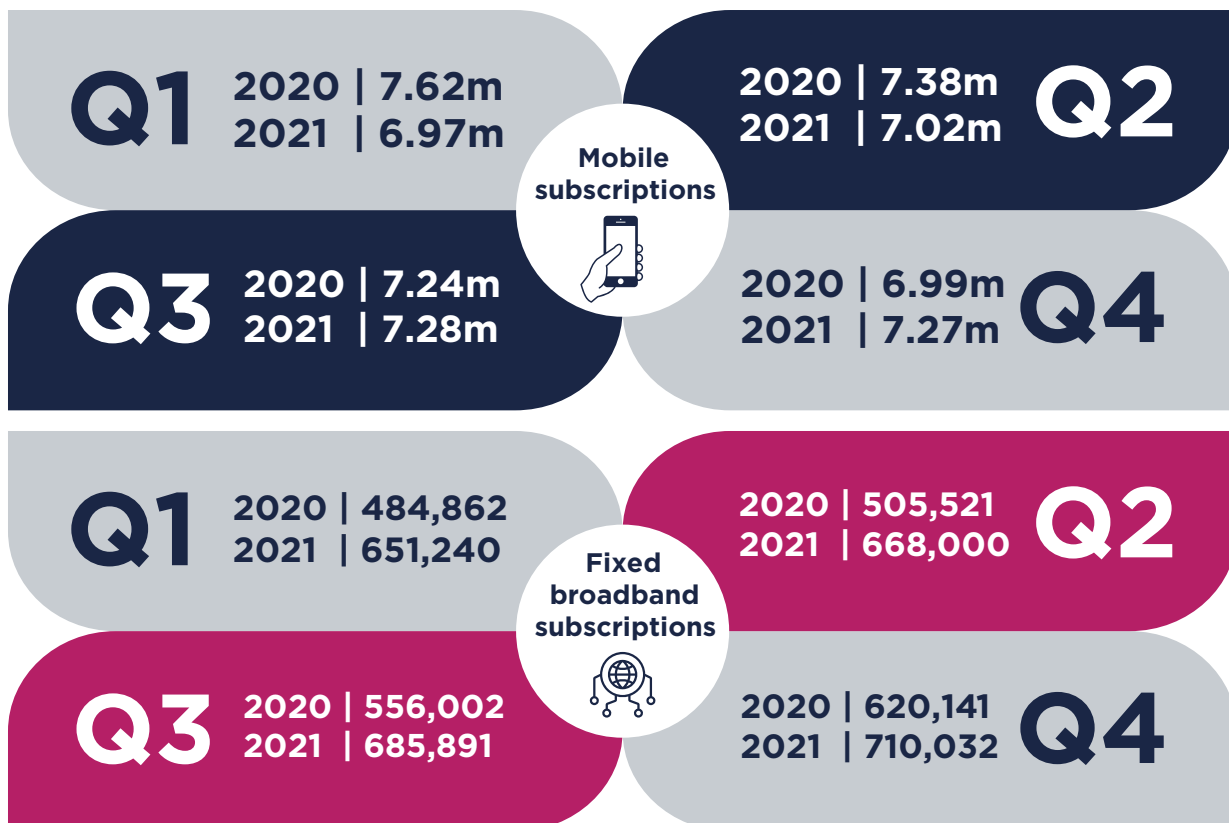 Q1
2020 | 7.62m
2021 | 6.97m
2020 | 7.38m
2021 | 7.02m
Q2
Mobile
subscriptions
Q3
2020 | 7.24m
2021 | 7.28m
2020 | 6.99m
2021 | 7.27m
Q4
Q1
2020 | 484,862
2021 | 651,240
2020 | 505,521
2021 | 668,000
Q2
Fixed
broadband
subscriptions
Q3
2020 | 556,002
2021 | 685,891
2020 | 620,141
2021 | 710,032
Q4